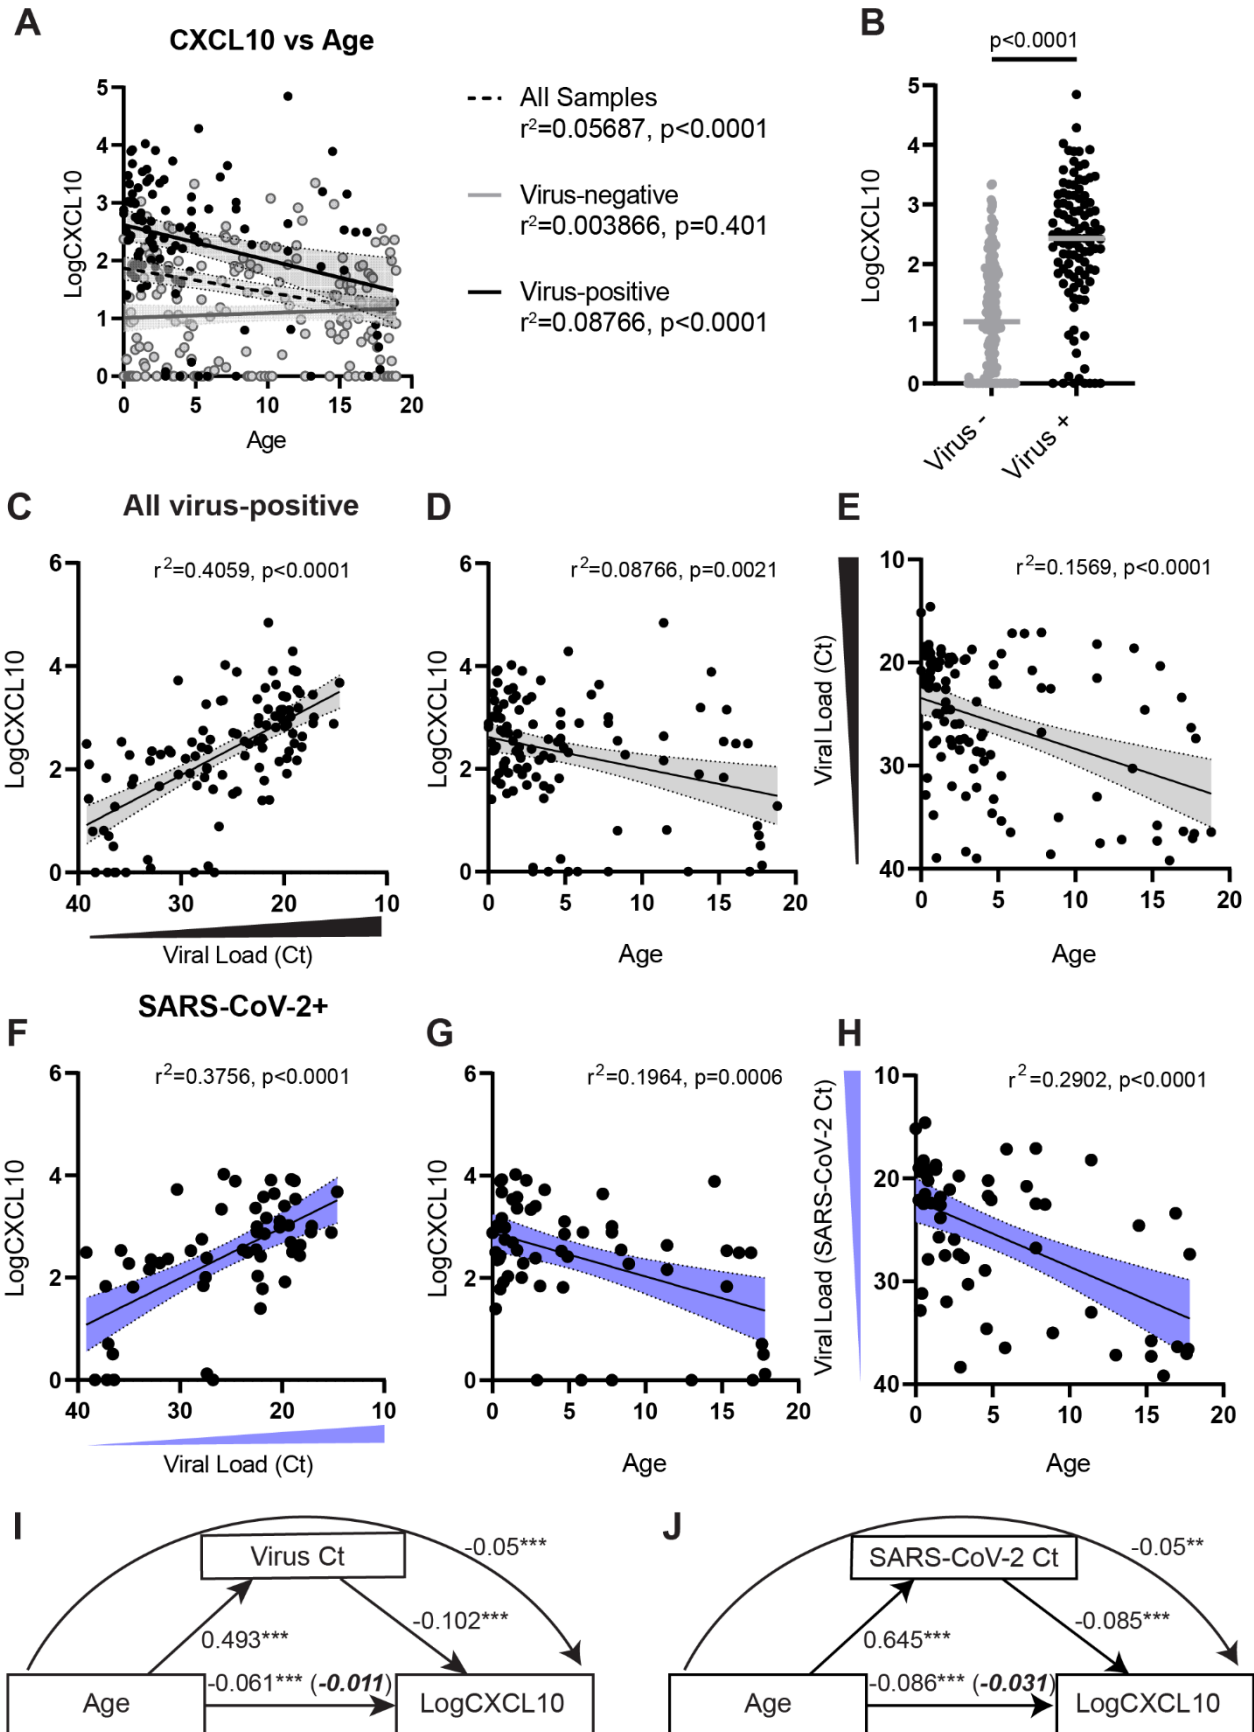 A
CXCL10 vs Age
LogCXCL10
5
4
3
2
1
0
0 5 10 15 20
Age
All Samples
r²=0.05687, p<0.0001
Virus-negative
r²=0.003866, p=0.401
Virus-positive
r²=0.08766, p<0.0001
B
p<0.0001
LogCXCL10
5
4
3
2
1
0
Virus -
Virus +
C
All virus-positive
r²=0.4059, p<0.0001
LogCXCL10
6
4
2
0
40 30 20 10
Viral Load (Ct)
D
r²=0.08766, p=0.0021
LogCXCL10
6
4
2
0
0 5 10 15 20
Age
E
r²=0.1569, p<0.0001
Viral Load (Ct)
10
20
30
40
0 5 10 15 20
Age
SARS-CoV-2+
F
r²=0.3756, p<0.0001
LogCXCL10
6
4
2
0
40 30 20 10
Viral Load (Ct)
G
r²=0.1964, p=0.0006
LogCXCL10
6
4
2
0
0 5 10 15 20
Age
H
r²=0.2902, p<0.0001
Viral Load (SARS-CoV-2 Ct)
10
20
30
40
0 5 10 15 20
Age
I
Virus Ct
-0.05***
-0.102***
0.493***
-0.061*** (-0.011)
Age
LogCXCL10
J
SARS-CoV-2 Ct
-0.05**
-0.085***
0.645***
-0.086*** (-0.031)
Age
LogCXCL10